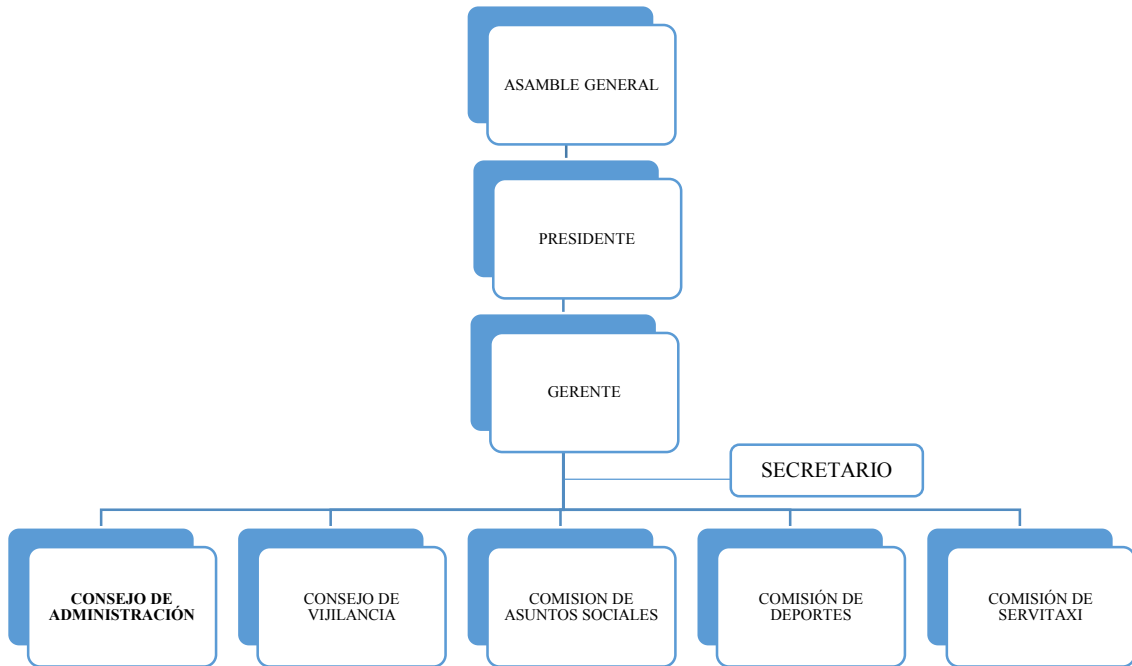 ASAMBLE GENERAL
PRESIDENTE
GERENTE
SECRETARIO
CONSEJO DE
ADMINISTRACIÓN
CONSEJO DE
VIJILANCIA
COMISION DE
ASUNTOS SOCIALES
COMISIÓN DE
DEPORTES
COMISIÓN DE
SERVITAXI